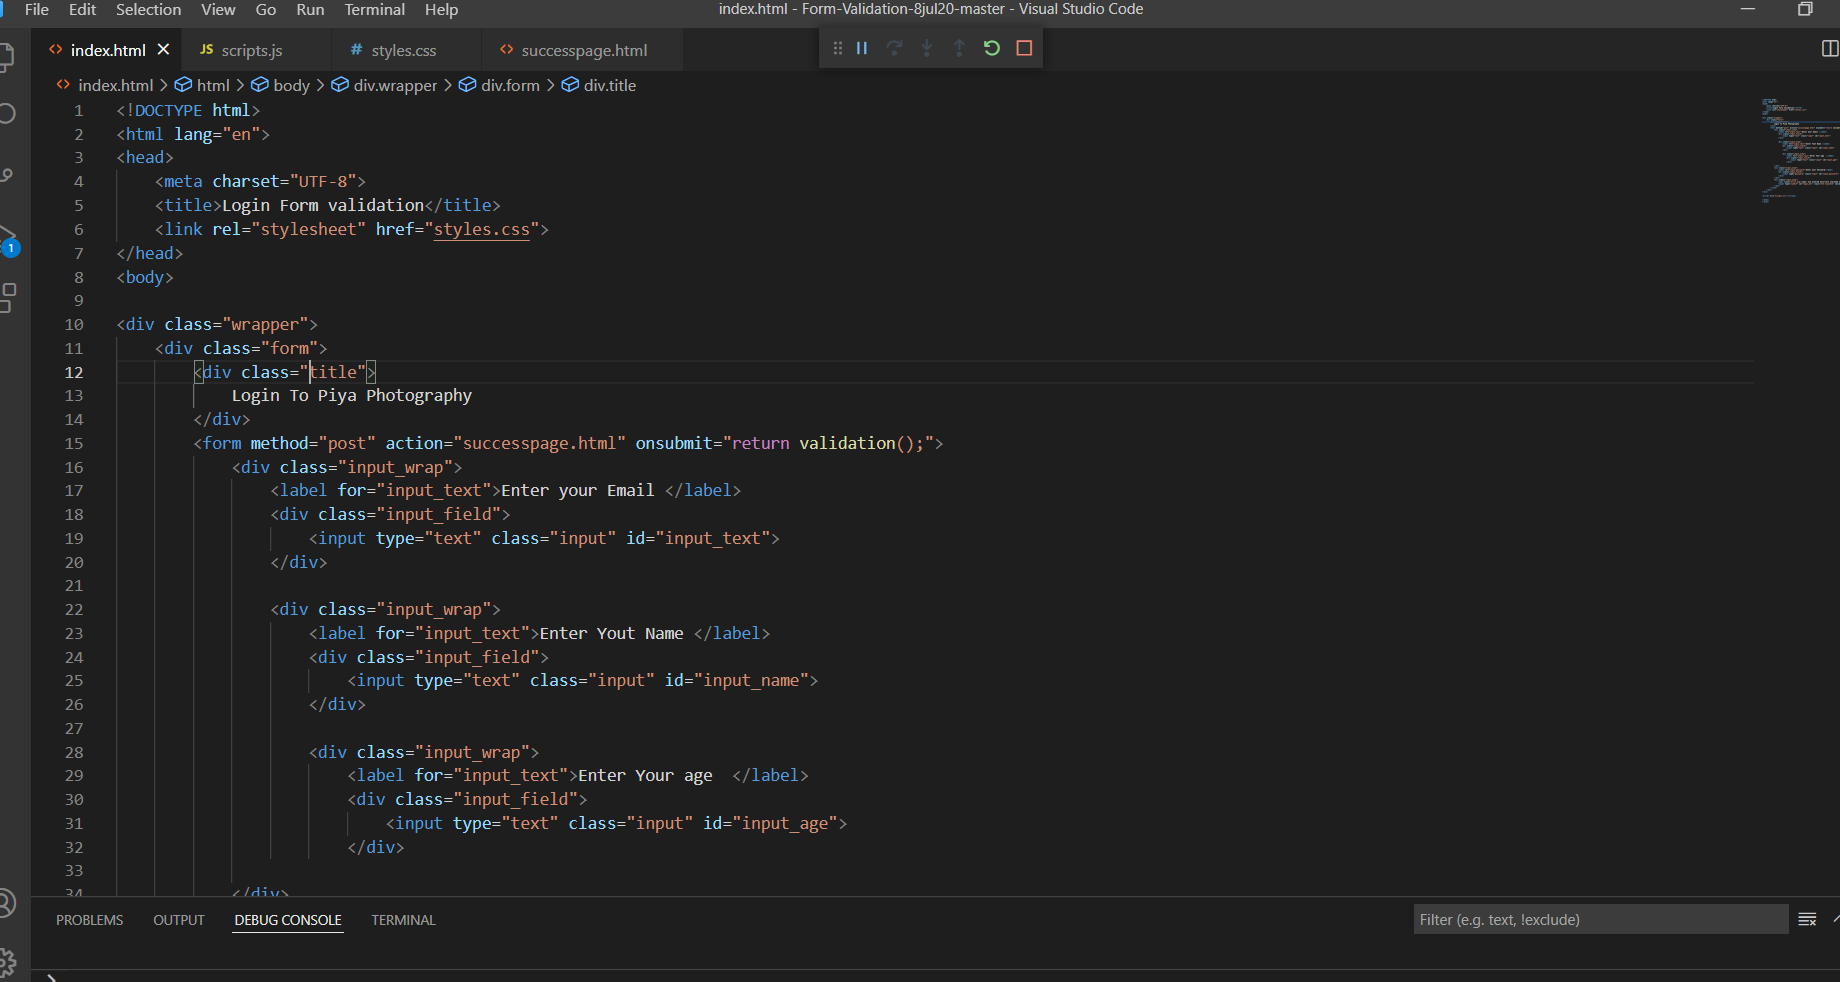 File Edit Selection View Go Run Terminal Help
index.html - Form-Validation-8jul20-master - Visual Studio Code
index.html JS scripts.js # styles.css successpage.html
index.html > html > body > div.wrapper > div.form > div.title
1 <!DOCTYPE html>
2 <html lang="en">
3 <head>
4 <meta charset="UTF-8">
5 <title>Login Form validation</title>
6 <link rel="stylesheet" href="styles.css">
7 </head>
8 <body>
9
10 <div class="wrapper">
11 <div class="form">
12 <div class="title">
13 Login To Piya Photography
14 </div>
15 <form method="post" action="successpage.html" onsubmit="return validation();">
16 <div class="input_wrap">
17 <label for="input_text">Enter your Email </label>
18 <div class="input_field">
19 <input type="text" class="input" id="input_text">
20 </div>
21
22 <div class="input_wrap">
23 <label for="input_text">Enter Yout Name </label>
24 <div class="input_field">
25 <input type="text" class="input" id="input_name">
26 </div>
27
28 <div class="input_wrap">
29 <label for="input_text">Enter Your age  </label>
30 <div class="input_field">
31 <input type="text" class="input" id="input_age">
32 </div>
33
34 </div>
1
PROBLEMS OUTPUT DEBUG CONSOLE TERMINAL
Filter (e.g. text, !exclude)